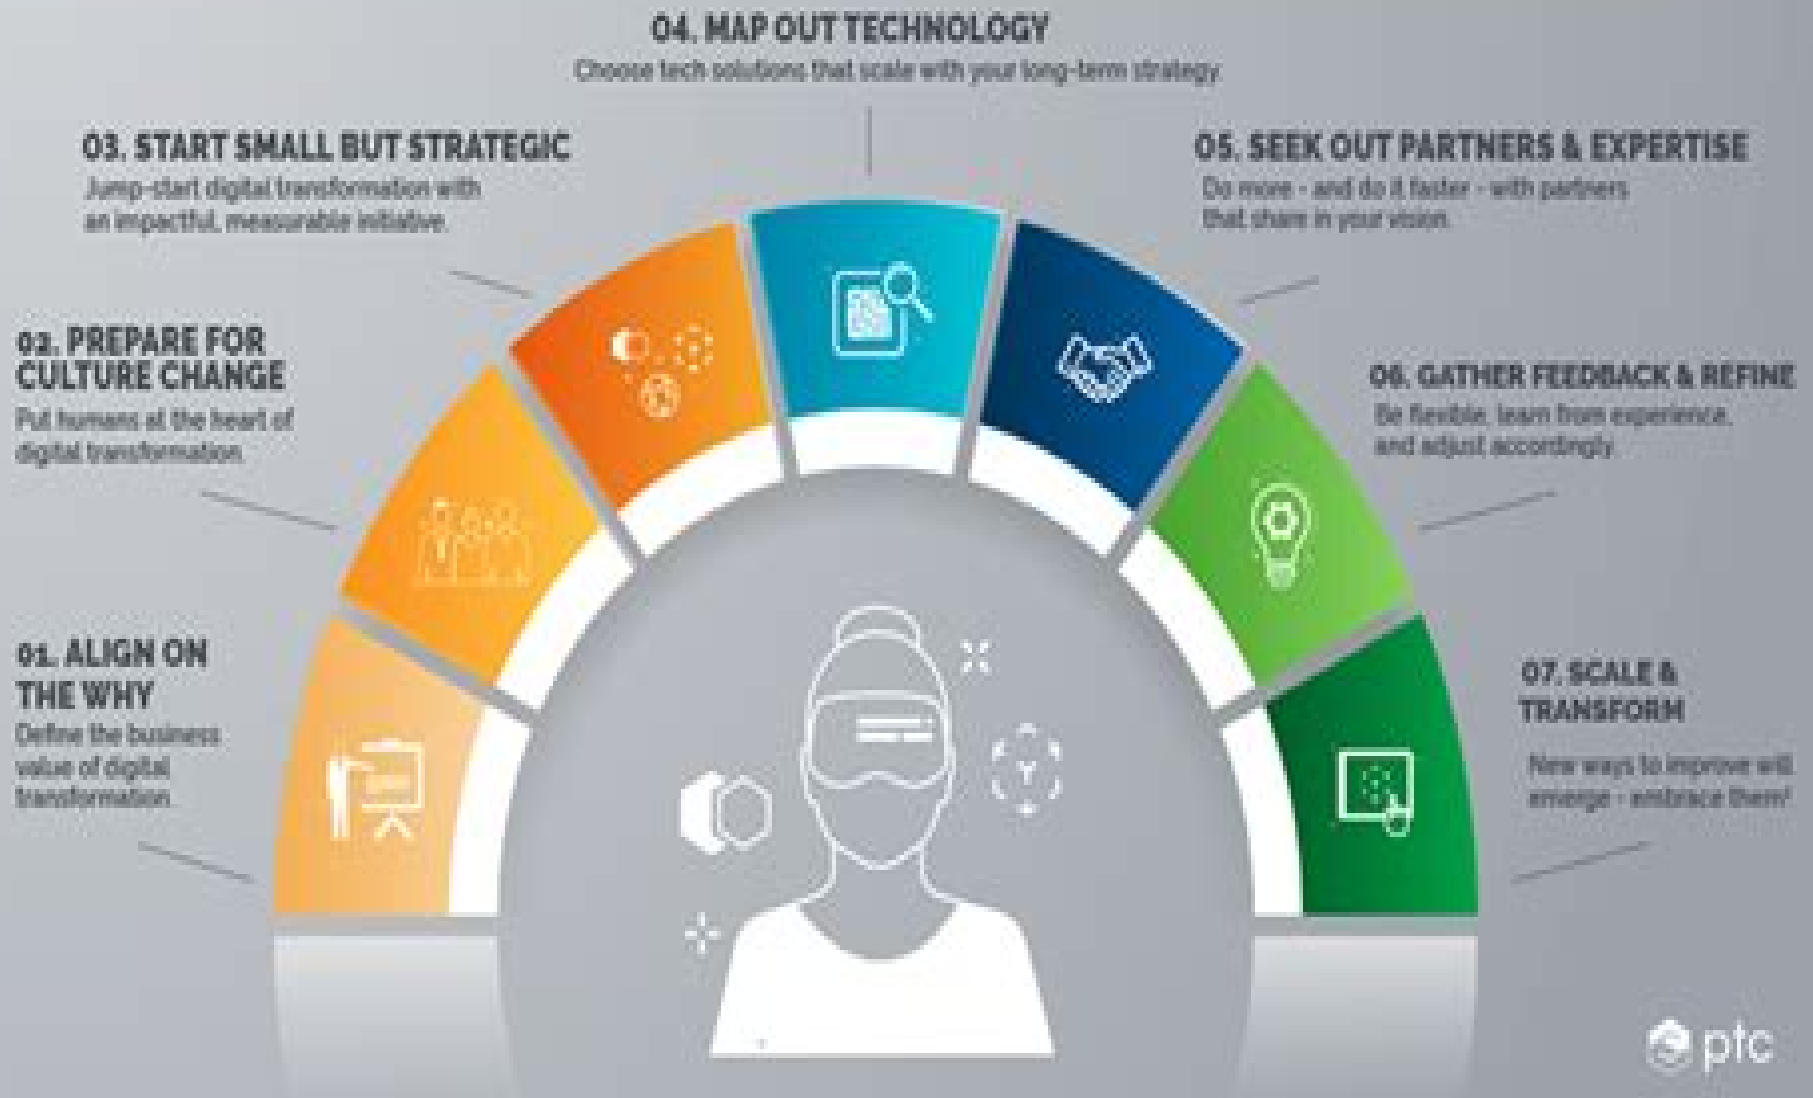 04. MAP OUT TECHNOLOGY
Choose tech solutions that scale with your long-term strategy.
03. START SMALL BUT STRATEGIC
Jump-start digital transformation with
an impactful, measurable initiative.
05. SEEK OUT PARTNERS & EXPERTISE
Do more - and do it faster - with partners
that share in your vision.
02. PREPARE FOR
CULTURE CHANGE
Put humans at the heart of
digital transformation.
06. GATHER FEEDBACK & REFINE
Be flexible, learn from experience,
and adjust accordingly.
01. ALIGN ON
THE WHY
Define the business
value of digital
transformation.
07. SCALE &
TRANSFORM
New ways to improve will
emerge - embrace them!
ptc